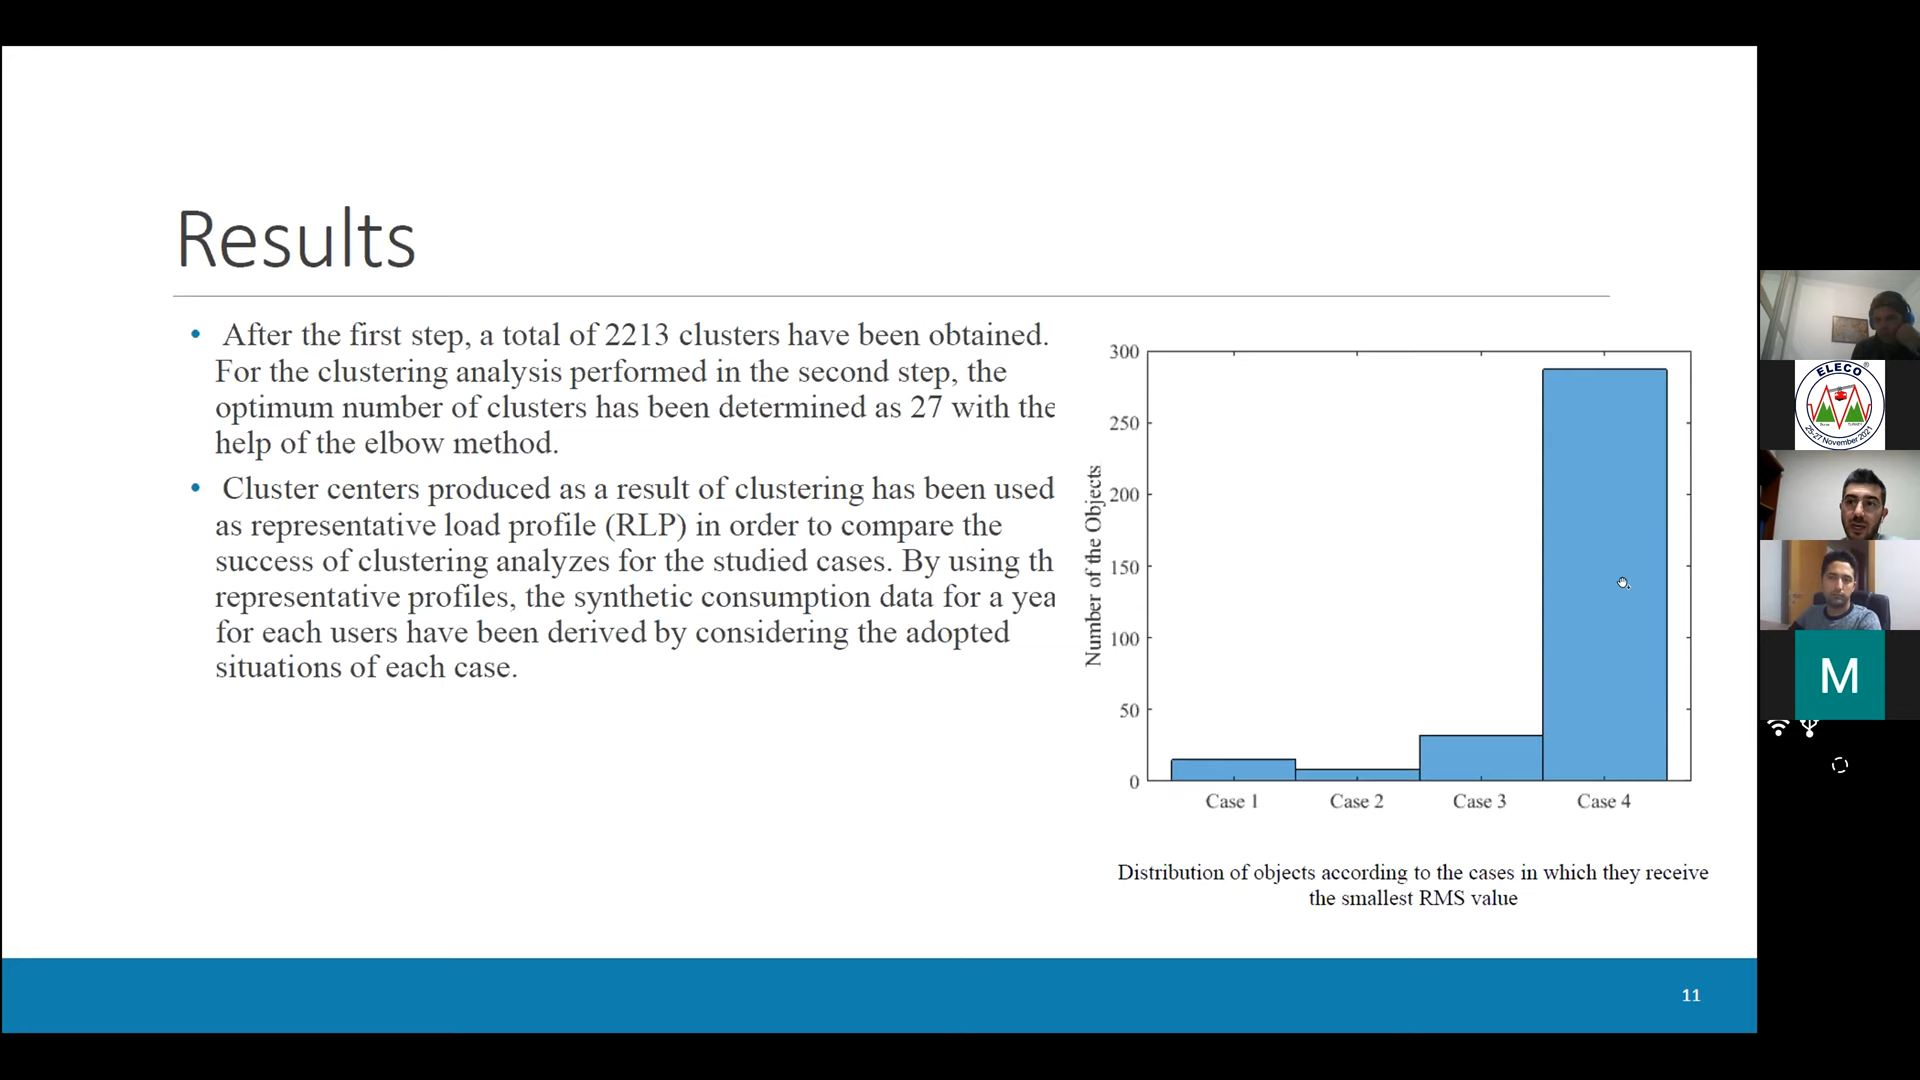 Results
• After the first step, a total of 2213 clusters have been obtained.
For the clustering analysis performed in the second step, the
optimum number of clusters has been determined as 27 with the
help of the elbow method.
• Cluster centers produced as a result of clustering has been used
as representative load profile (RLP) in order to compare the
success of clustering analyzes for the studied cases. By using th
representative profiles, the synthetic consumption data for a yea
for each users have been derived by considering the adopted
situations of each case.
Number of the Objects
300
250
200
150
100
50
0
Case 1 Case 2 Case 3 Case 4
Distribution of objects according to the cases in which they receive
the smallest RMS value
11
ELECO
25-27 November 2021
M